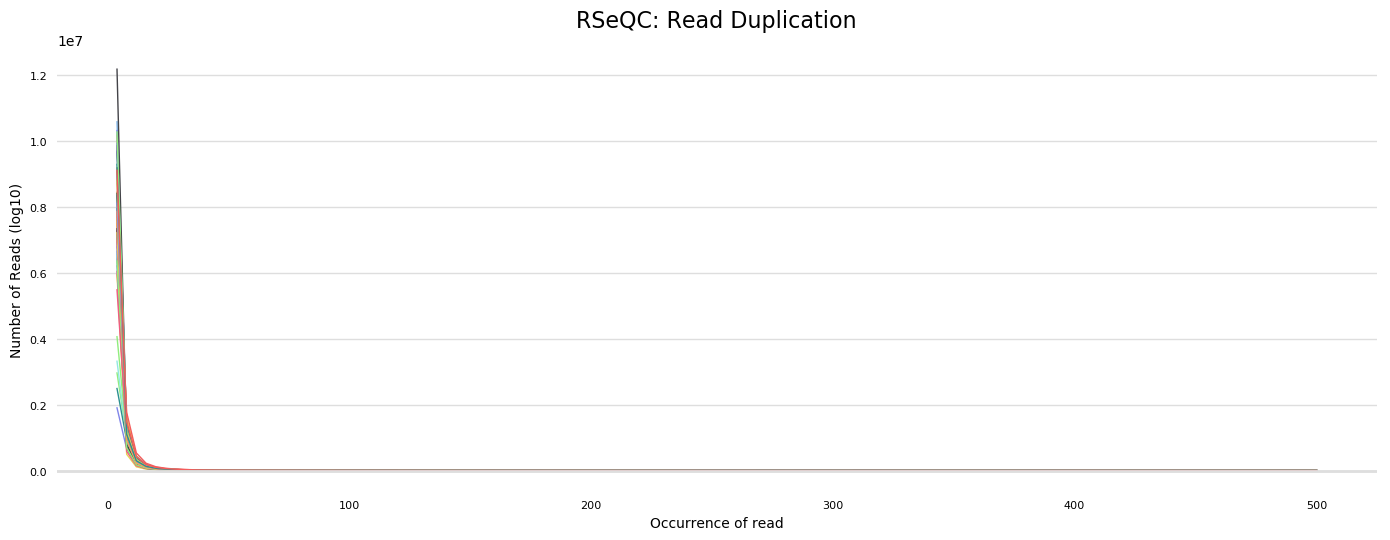 RSeQC: Read Duplication
1e7
1.2
1.0
0.8
0.6
0.4
0.2
0.0
Number of Reads (log10)
0 100 200 300 400 500
Occurrence of read